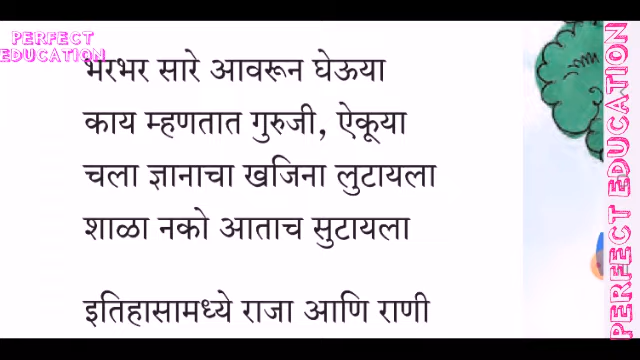 PERFECT
EDUCATION
भरभर सारे आवरून घेऊया
काय म्हणतात गुरुजी, ऐकूया
चला ज्ञानाचा खजिना लुटायला
शाळा नको आताच सुटायला
इतिहासामध्ये राजा आणि राणी
PERFECT EDUCATION